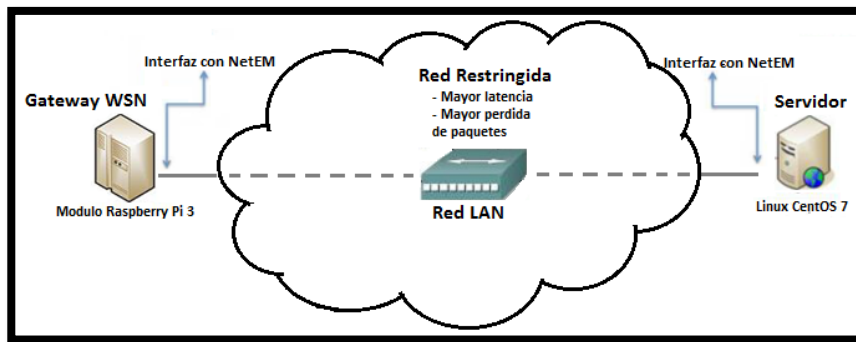 Interfaz con NetEM
Gateway WSN
Modulo Raspberry Pi 3
Red Restringida
- Mayor latencia
- Mayor perdida
de paquetes
Red LAN
Interfaz con NetEM
Servidor
Linux CentOS 7